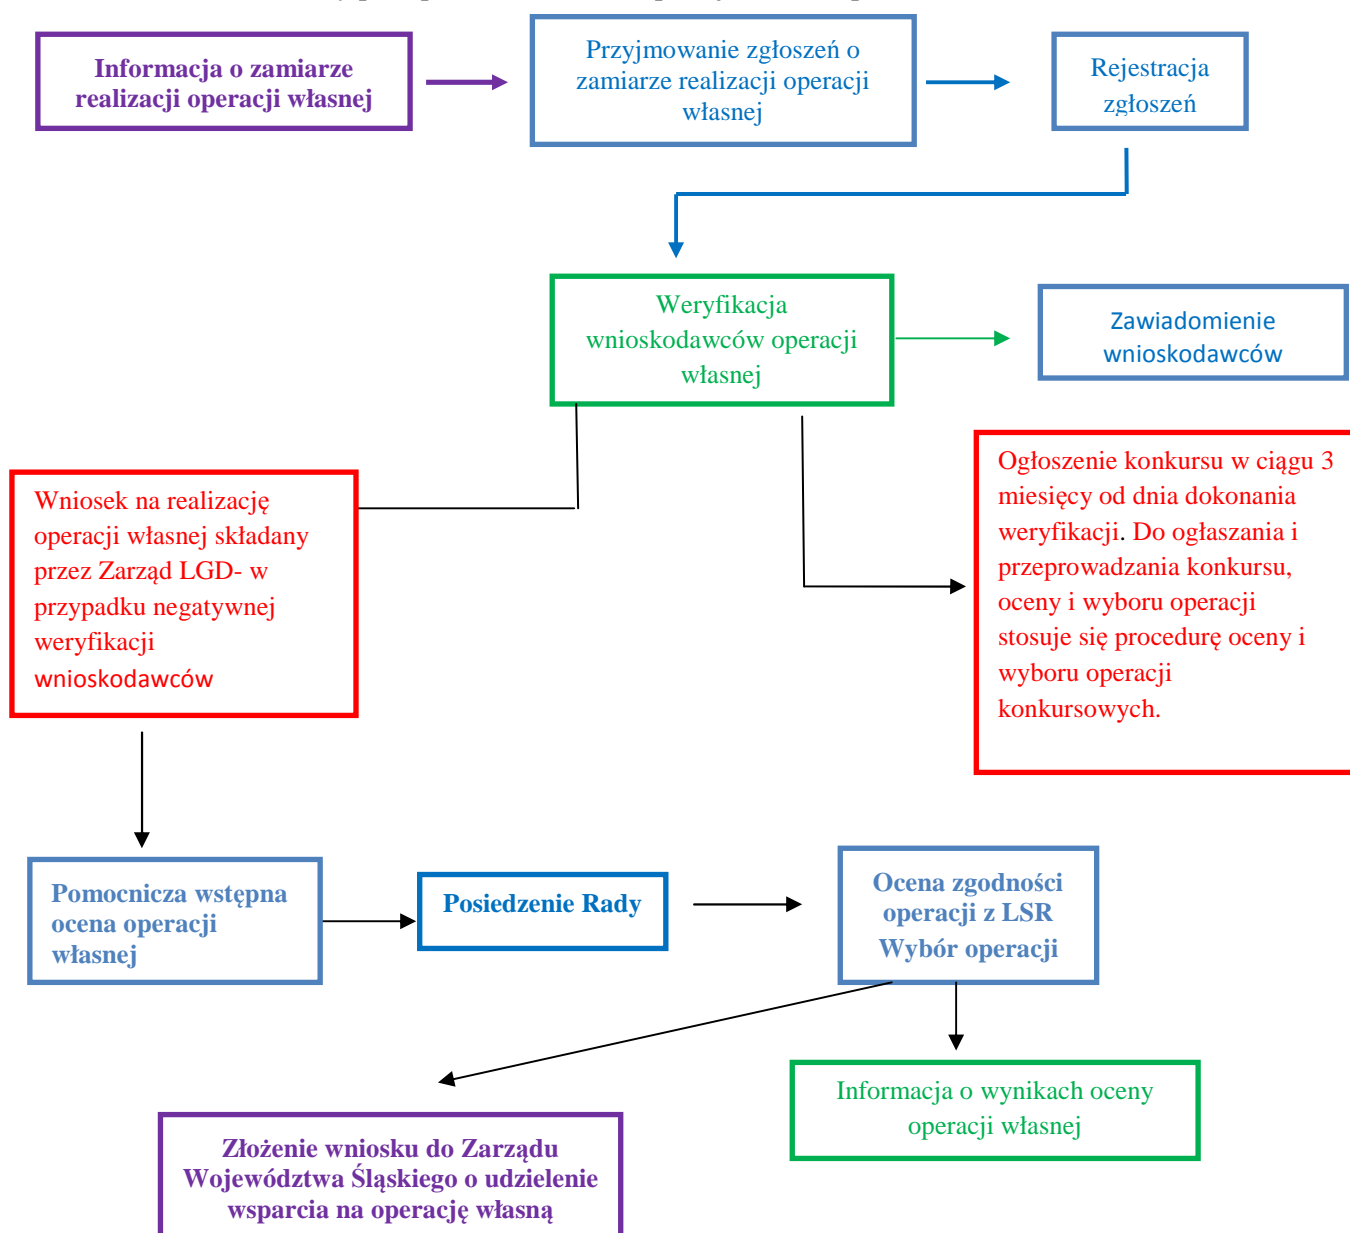 Informacja o zamiarze
realizacji operacji własnej
Przyjmowanie zgłoszeń o
zamiarze realizacji operacji
własnej
Rejestracja
zgłoszeń
Weryfikacja
wnioskodawców operacji
własnej
Zawiadomienie
wnioskodawców
Wniosek na realizację
operacji własnej składany
przez Zarząd LGD- w
przypadku negatywnej
weryfikacji
wnioskodawców
Ogłoszenie konkursu w ciągu 3
miesięcy od dnia dokonania
weryfikacji. Do ogłaszania i
przeprowadzania konkursu,
oceny i wyboru operacji
stosuje się procedurę oceny i
wyboru operacji
konkursowych.
Pomocnicza wstępna
ocena operacji
własnej
Posiedzenie Rady
Ocena zgodności
operacji z LSR
Wybór operacji
Informacja o wynikach oceny
operacji własnej
Złożenie wniosku do Zarządu
Województwa Śląskiego o udzielenie
wsparcia na operację własną